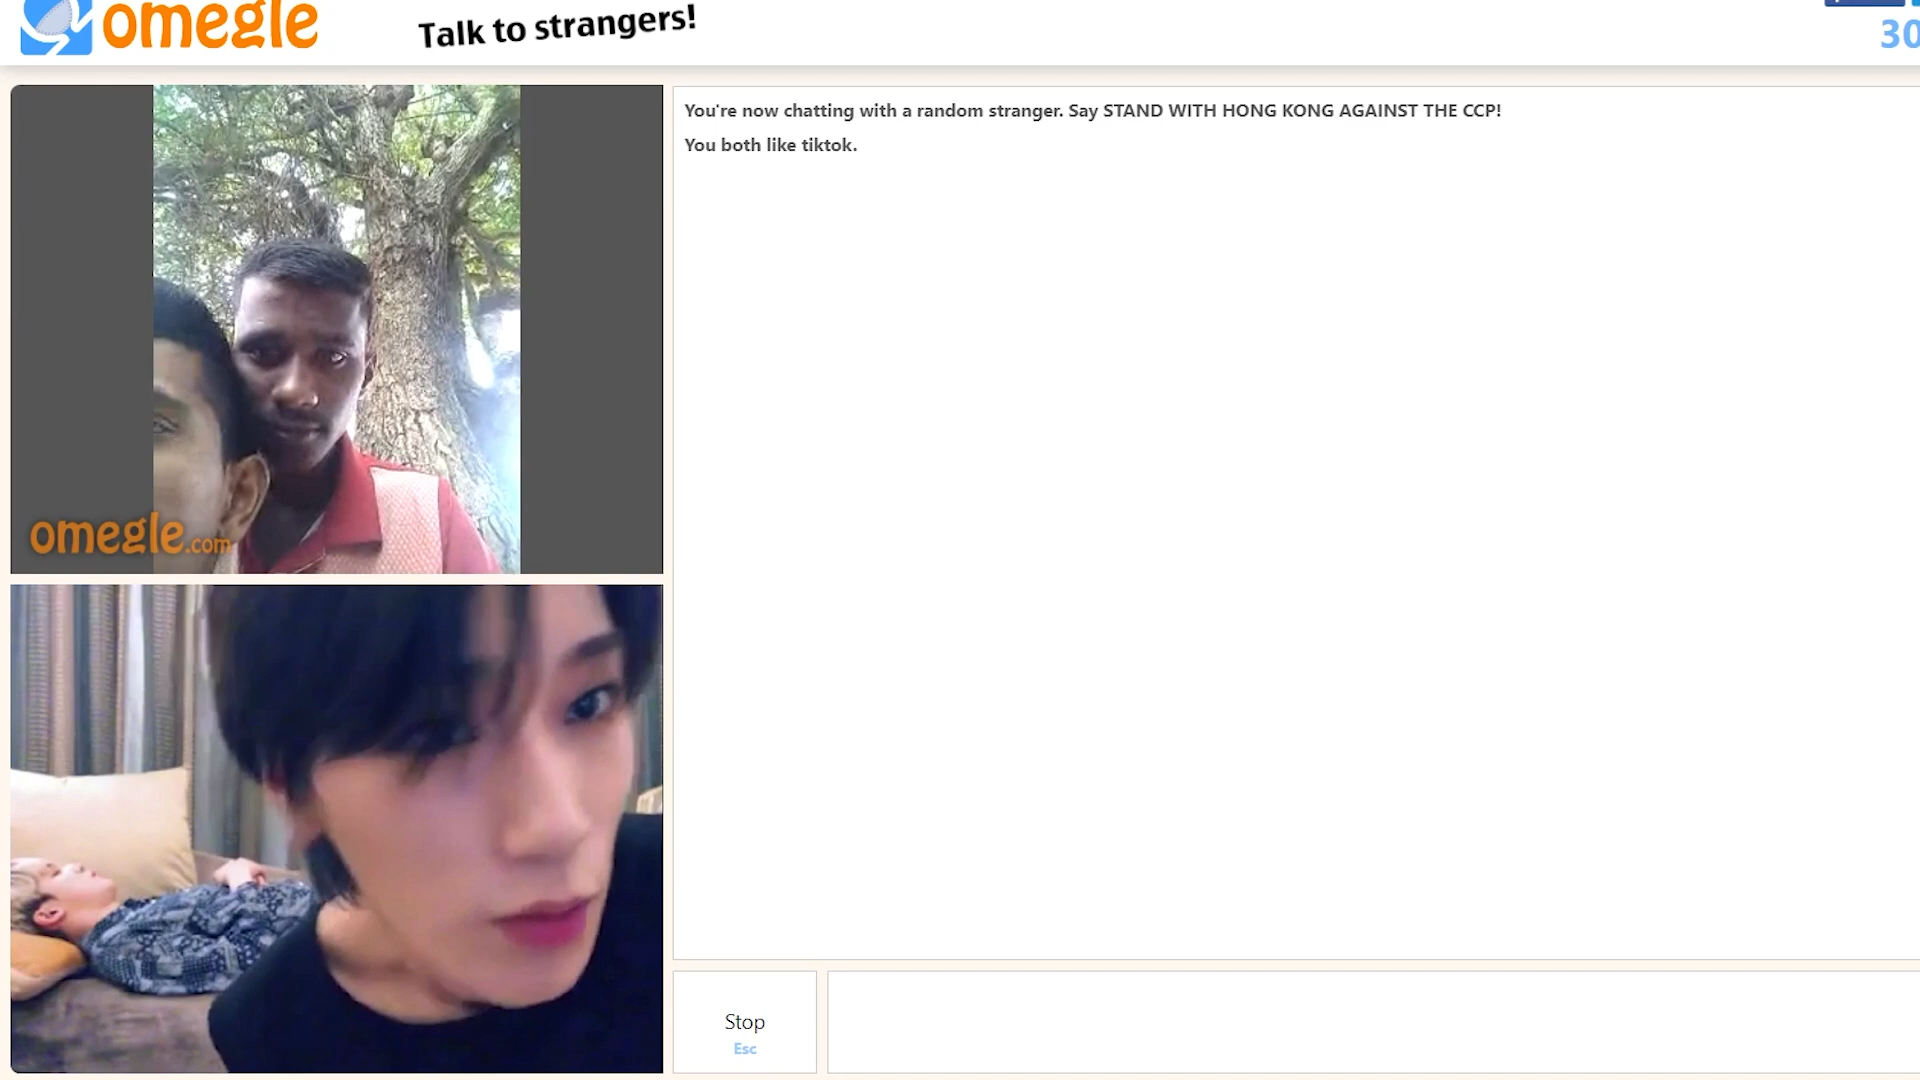 omegle
Talk to strangers!
30
You're now chatting with a random stranger. Say STAND WITH HONG KONG AGAINST THE CCP!
You both like tiktok.
omegle.com
Stop
Esc